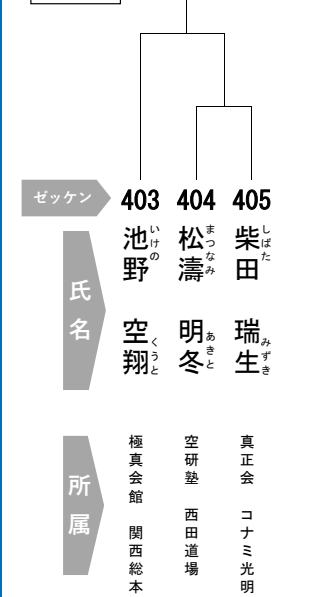 ゼッケン
403 404 405
氏名
池野 空翔
いけの くうと
松濤 明冬
まつなみ あきと
柴田 瑞生
しばた みずき
所属
極真会館 関西総本
空研塾 西田道場
真正会 コナミ光明